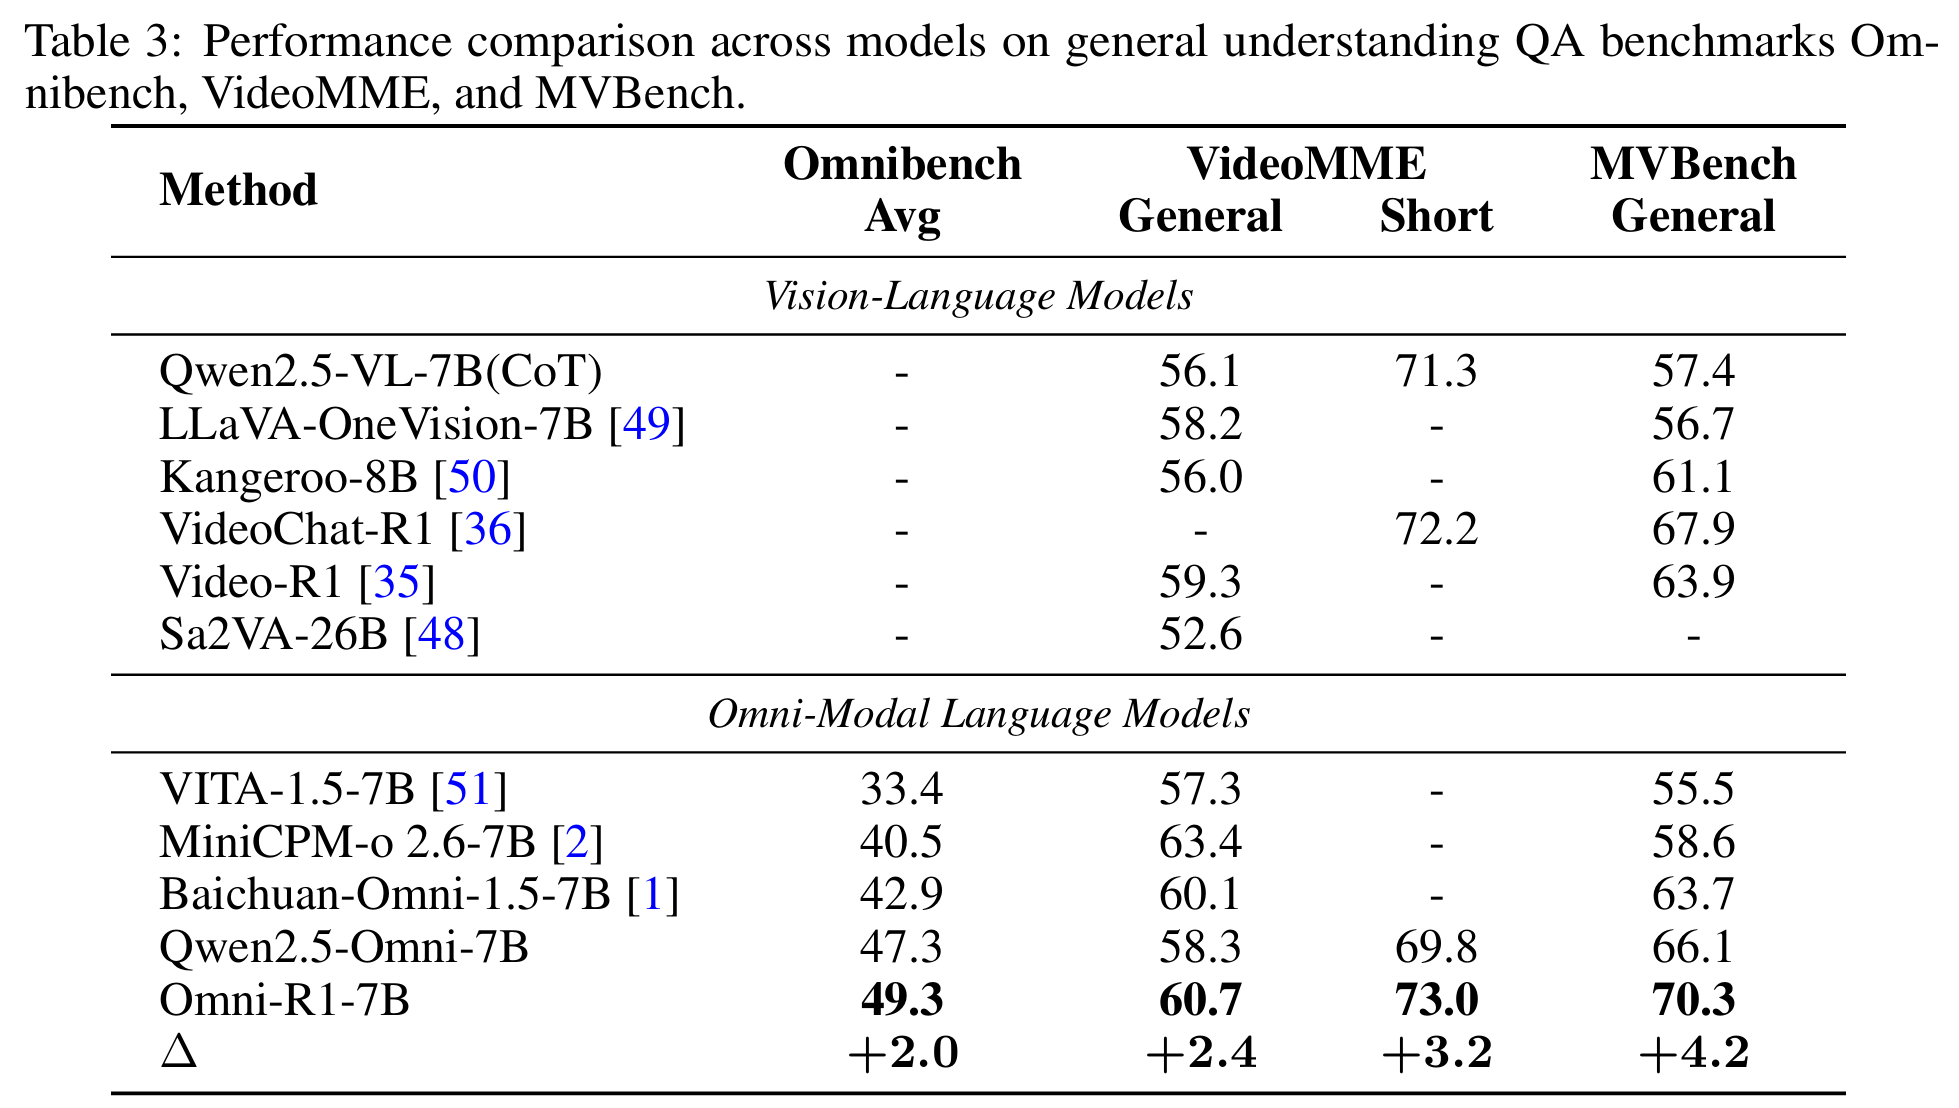 Table 3: Performance comparison across models on general understanding QA benchmarks Om-
nibench, VideoMME, and MVBench.
Method Omnibench VideoMME MVBench
Avg General Short General
Vision-Language Models
Qwen2.5-VL-7B(CoT) - 56.1 71.3 57.4
LLaVA-OneVision-7B [49] - 58.2 - 56.7
Kangeroo-8B [50] - 56.0 - 61.1
VideoChat-R1 [36] - - 72.2 67.9
Video-R1 [35] - 59.3 - 63.9
Sa2VA-26B [48] - 52.6 - -
Omni-Modal Language Models
VITA-1.5-7B [51] 33.4 57.3 - 55.5
MiniCPM-o 2.6-7B [2] 40.5 63.4 - 58.6
Baichuan-Omni-1.5-7B [1] 42.9 60.1 - 63.7
Qwen2.5-Omni-7B 47.3 58.3 69.8 66.1
Omni-R1-7B 49.3 60.7 73.0 70.3
Δ +2.0 +2.4 +3.2 +4.2